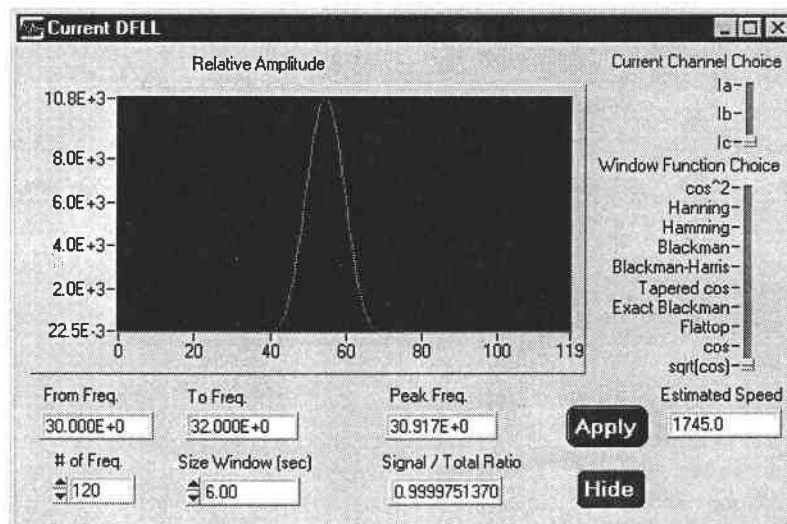 Current DFLL
Relative Amplitude
10.8E+3
8.0E+3
6.0E+3
4.0E+3
2.0E+3
22.5E-3
0 20 40 60 80 100 119
Current Channel Choice
Ia
Ib
Ic
Window Function Choice
cos^2
Hanning
Hamming
Blackman
Blackman-Harris
Tapered cos
Exact Blackman
Flattop
cos
sqrt(cos)
From Freq. To Freq. Peak Freq. Estimated Speed
30.000E+0 32.000E+0 30.917E+0 Apply 1745.0
# of Freq. Size Window (sec) Signal / Total Ratio
120 6.00 0.9999751370 Hide